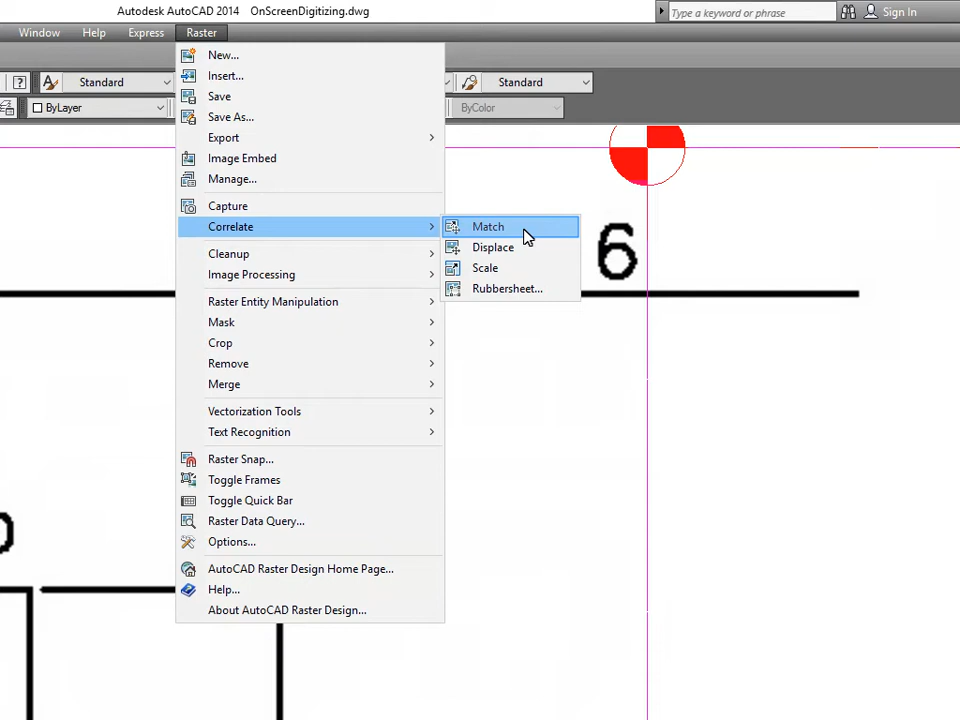 Autodesk AutoCAD 2014 OnScreenDigitizing.dwg
Type a keyword or phrase
Sign In
Window Help Express Raster
? Standard Standard
ByLayer ByColor
New...
Insert...
Save
Save As...
Export
Image Embed
Manage...
Capture
Correlate
Cleanup
Image Processing
Raster Entity Manipulation
Mask
Crop
Remove
Merge
Vectorization Tools
Text Recognition
Raster Snap...
Toggle Frames
Toggle Quick Bar
Raster Data Query...
Options...
AutoCAD Raster Design Home Page...
Help...
About AutoCAD Raster Design...
Match
Displace
Scale
Rubbersheet...
6